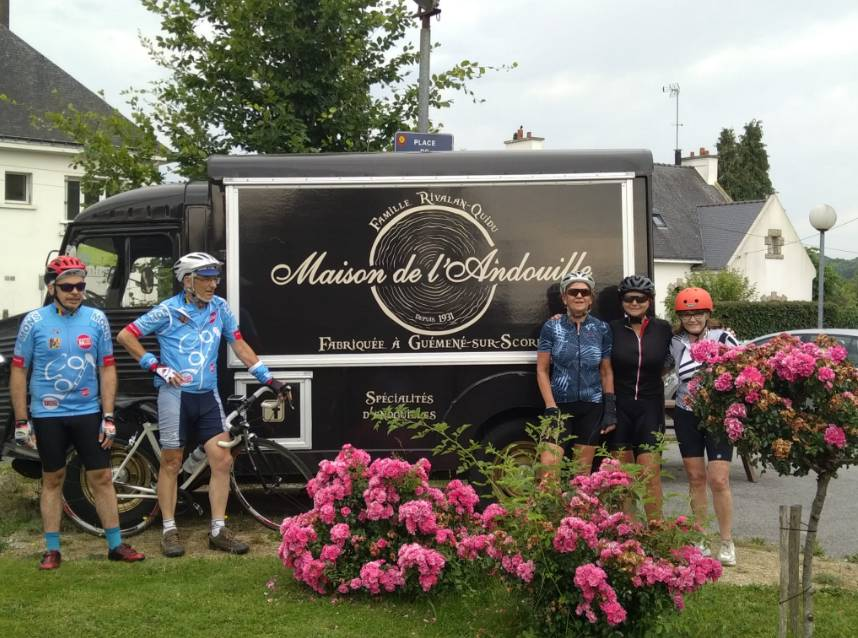 PLACE
Famille Rivalan-Quidu
Maison de l'Andouille
Depuis 1931
Fabriquée à Guémené-sur-Scor
Spécialités
d'andouilles